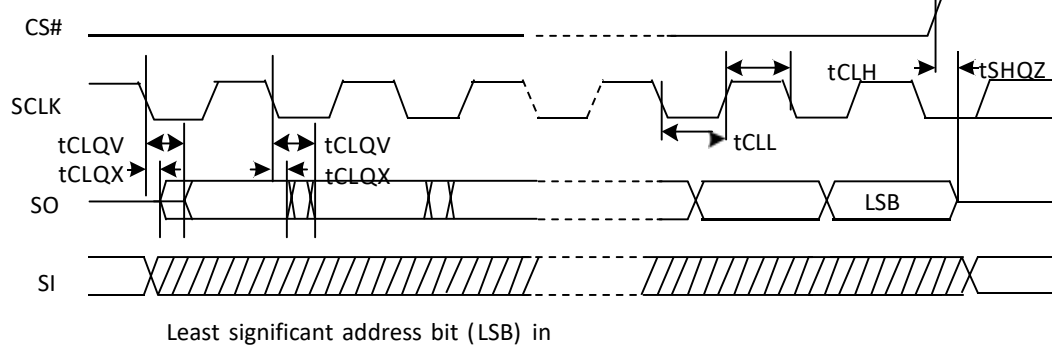 CS#
tCLH
tSHQZ
SCLK
tCLQV
tCLQV
tCLL
tCLQX
tCLQX
SO
LSB
SI
Least significant address bit (LSB) in